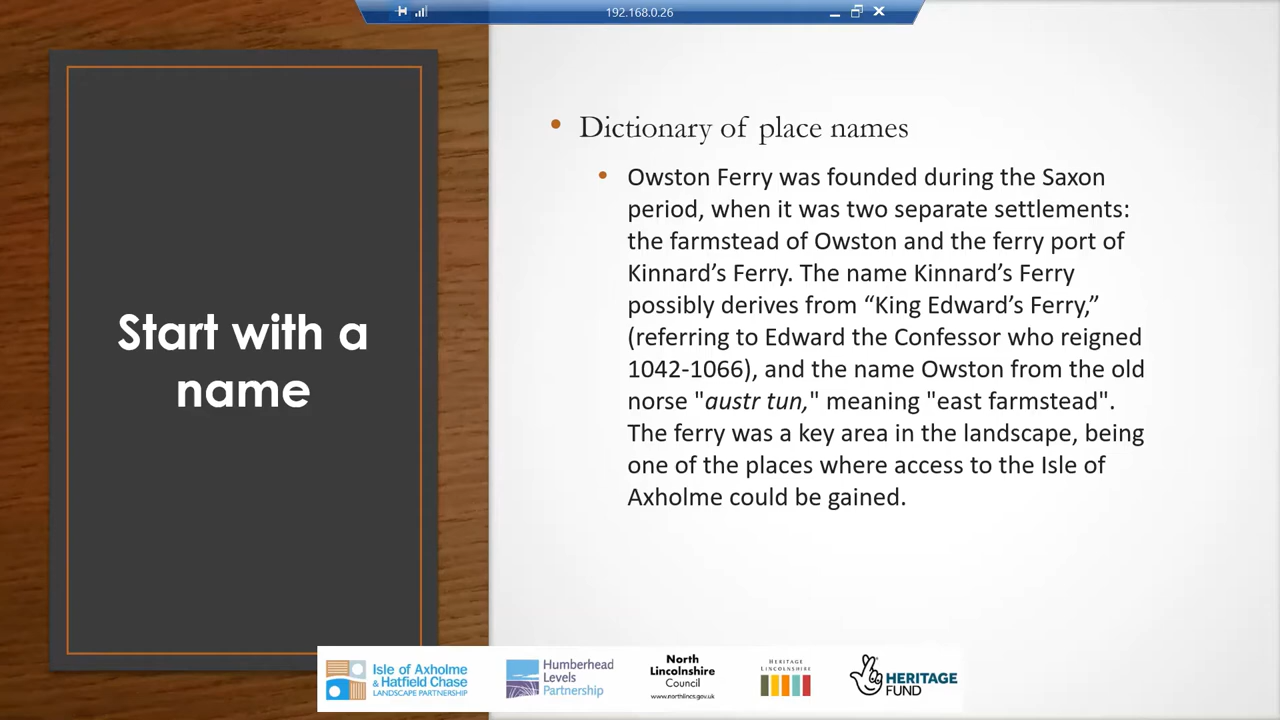 192.168.0.26
Start with a
name
Dictionary of place names
Owston Ferry was founded during the Saxon
period, when it was two separate settlements:
the farmstead of Owston and the ferry port of
Kinnard’s Ferry. The name Kinnard’s Ferry
possibly derives from “King Edward’s Ferry,”
(referring to Edward the Confessor who reigned
1042-1066), and the name Owston from the old
norse "austr tun," meaning "east farmstead".
The ferry was a key area in the landscape, being
one of the places where access to the Isle of
Axholme could be gained.
Isle of Axholme
& Hatfield Chase
LANDSCAPE PARTNERSHIP
Humberhead
Levels
Partnership
North
Lincolnshire
Council
www.northlincs.gov.uk
HERITAGE
LINCOLNSHIRE
HERITAGE
FUND